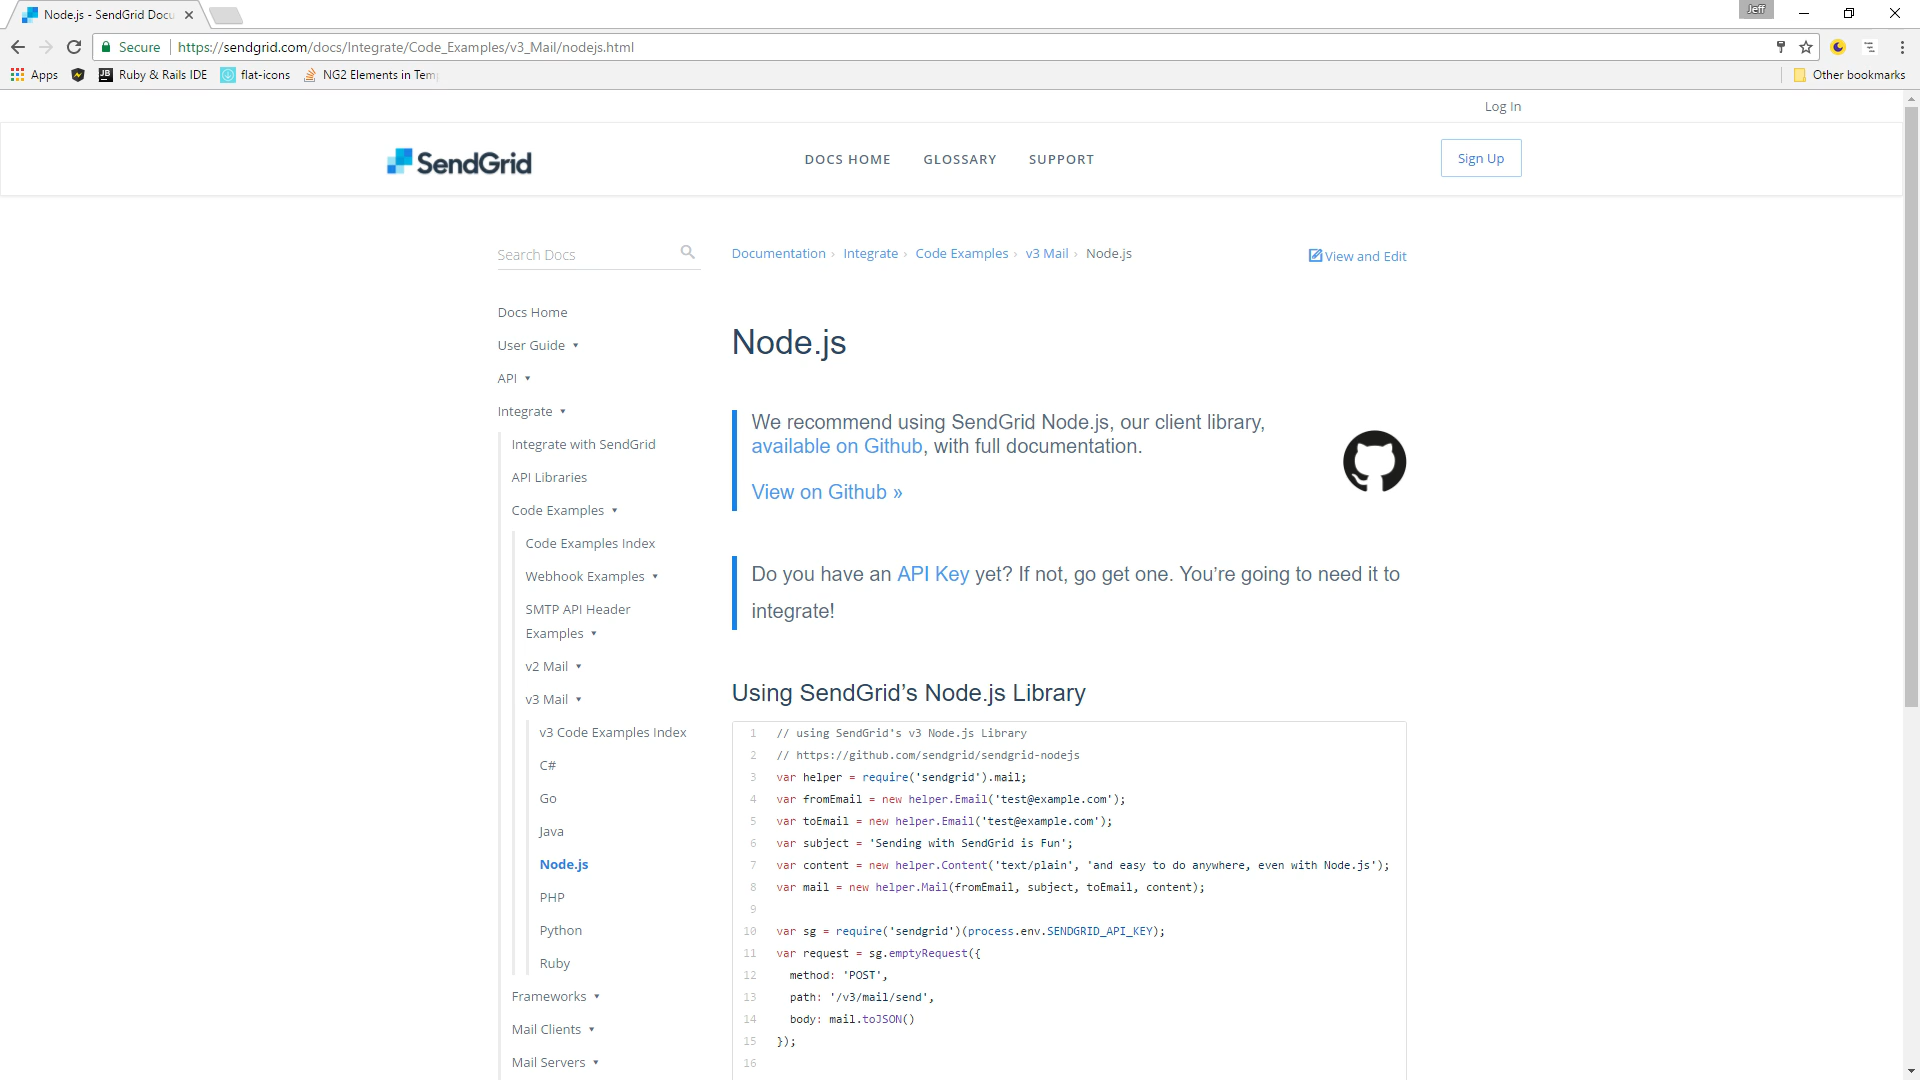 Node.js - SendGrid Docu
Jeff
Secure
https://sendgrid.com/docs/Integrate/Code_Examples/v3_Mail/nodejs.html
Apps
Ruby & Rails IDE
flat-icons
NG2 Elements in Temp
Other bookmarks
Log In
SendGrid
DOCS HOME
GLOSSARY
SUPPORT
Sign Up
Search Docs
Documentation › Integrate › Code Examples › v3 Mail › Node.js
View and Edit
Docs Home
User Guide ▾
API ▾
Integrate ▾
Integrate with SendGrid
API Libraries
Code Examples ▾
Code Examples Index
Webhook Examples ▾
SMTP API Header
Examples ▾
v2 Mail ▾
v3 Mail ▾
v3 Code Examples Index
C#
Go
Java
Node.js
PHP
Python
Ruby
Frameworks ▾
Mail Clients ▾
Mail Servers ▾
Node.js
We recommend using SendGrid Node.js, our client library,
available on Github, with full documentation.
View on Github »
Do you have an API Key yet? If not, go get one. You’re going to need it to
integrate!
Using SendGrid’s Node.js Library
1 // using SendGrid's v3 Node.js Library
2 // https://github.com/sendgrid/sendgrid-nodejs
3 var helper = require('sendgrid').mail;
4 var fromEmail = new helper.Email('test@example.com');
5 var toEmail = new helper.Email('test@example.com');
6 var subject = 'Sending with SendGrid is Fun';
7 var content = new helper.Content('text/plain', 'and easy to do anywhere, even with Node.js');
8 var mail = new helper.Mail(fromEmail, subject, toEmail, content);
9
10 var sg = require('sendgrid')(process.env.SENDGRID_API_KEY);
11 var request = sg.emptyRequest({
12 method: 'POST',
13 path: '/v3/mail/send',
14 body: mail.toJSON()
15 });
16